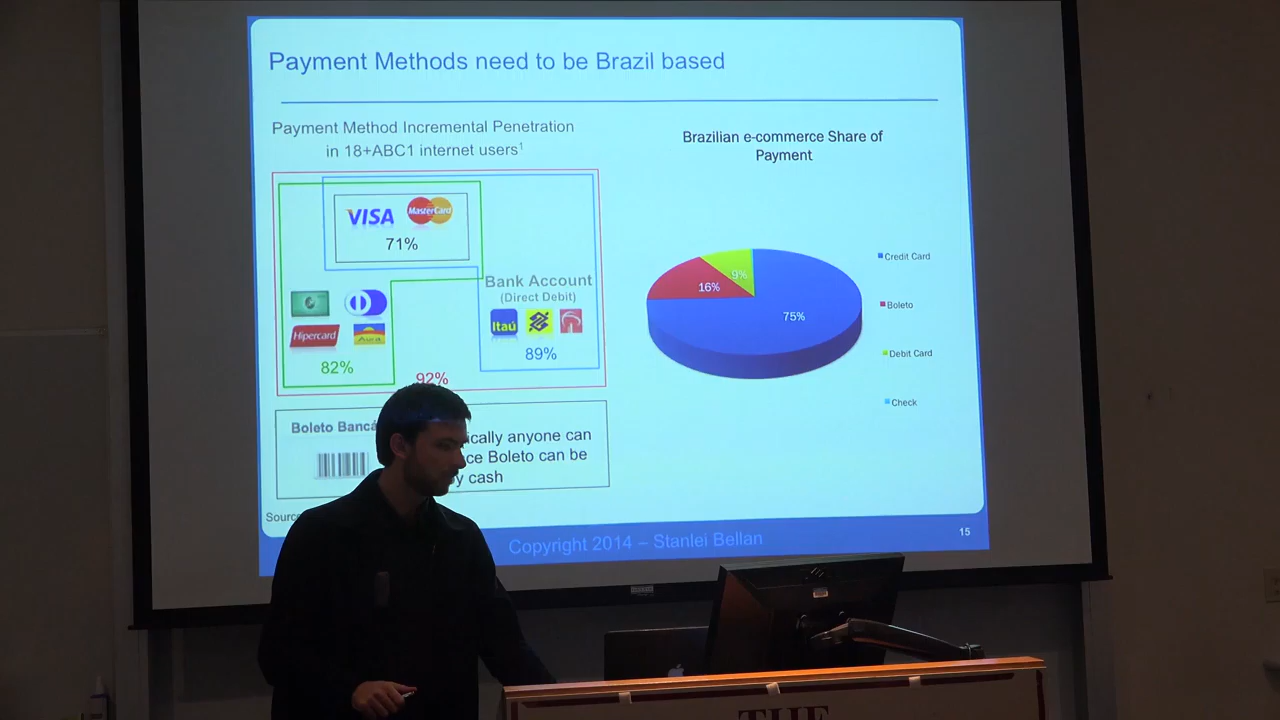 Payment Methods need to be Brazil based
Payment Method Incremental Penetration
in 18+ABC1 internet users¹
VISA
MasterCard
71%
Bank Account
(Direct Debit)
Itaú
89%
Hipercard
Aura
82%
92%
Boleto Bancá
ically anyone can
ce Boleto can be
y cash
Sourc
Brazilian e-commerce Share of
Payment
9%
16%
75%
Credit Card
Boleto
Debit Card
Check
Copyright 2014 – Stanlei Bellan
15
THE